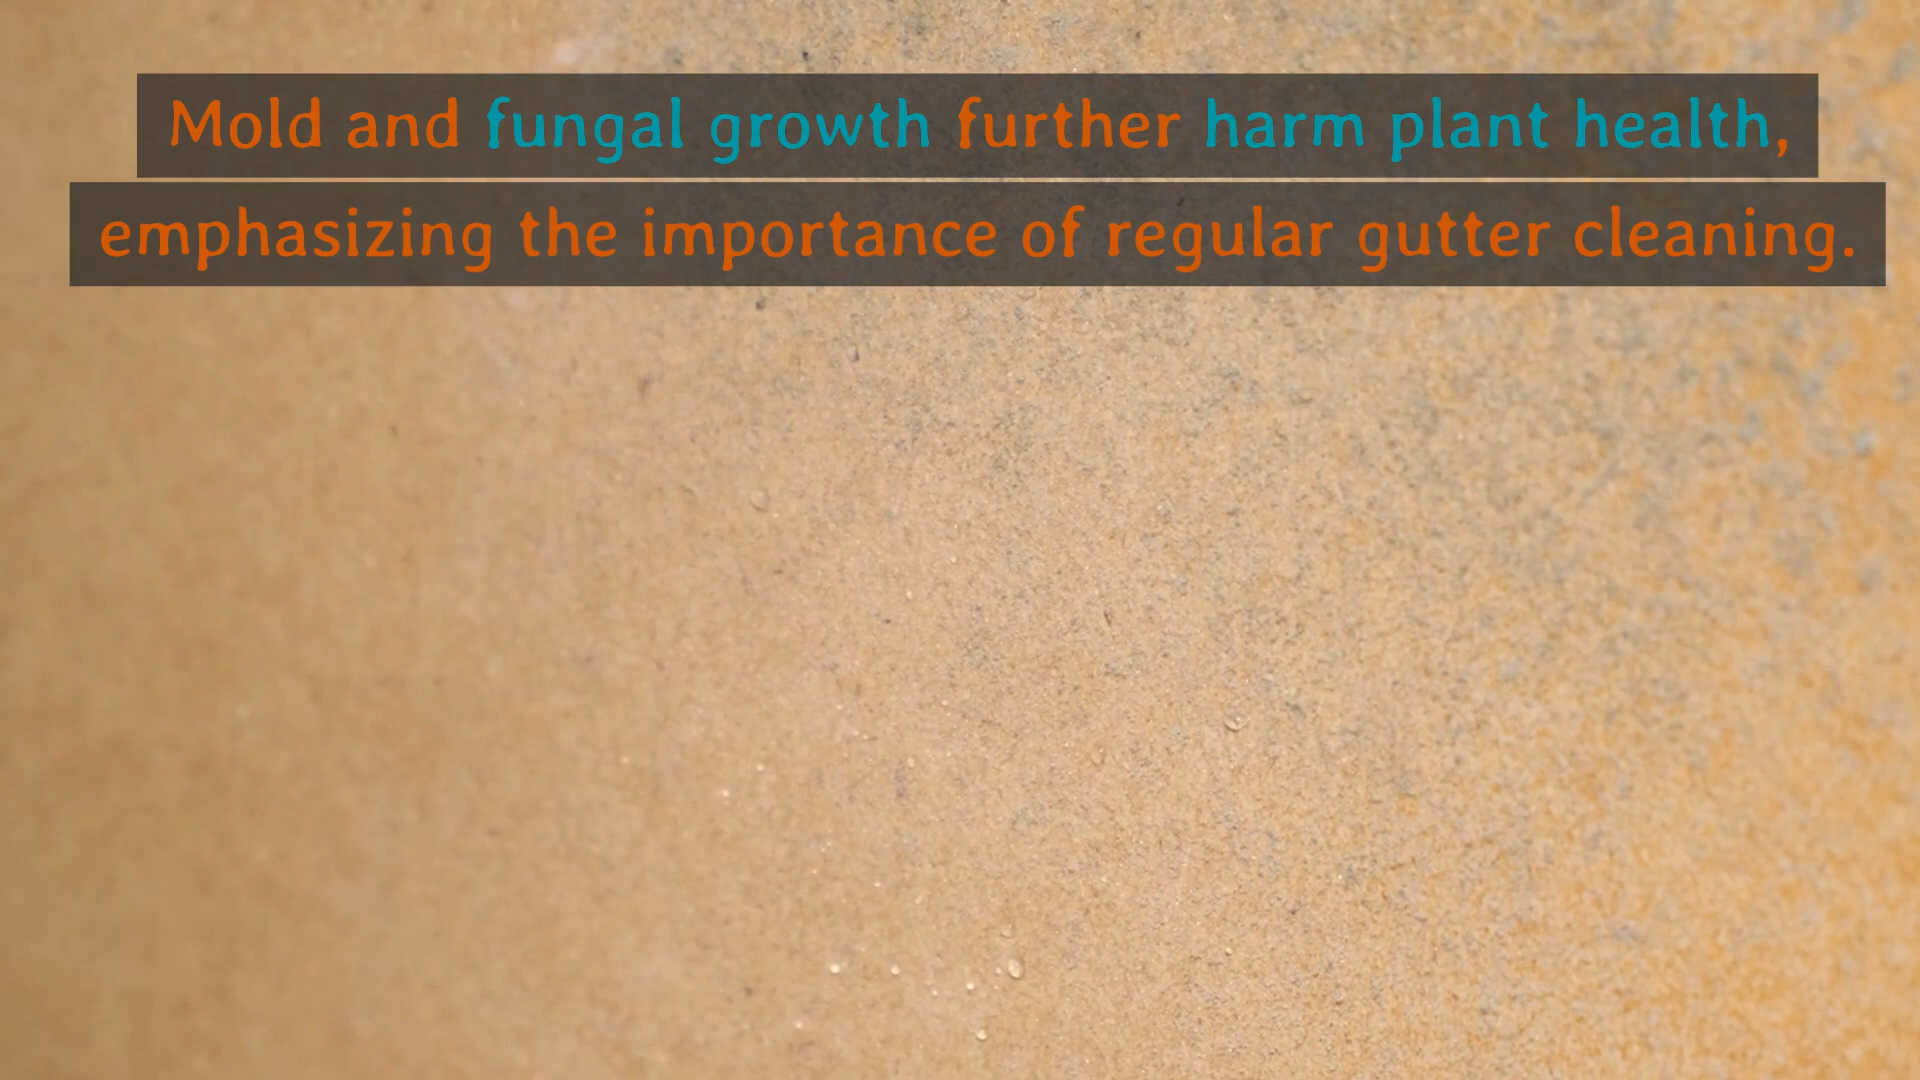 Mold and fungal growth further harm plant health,
emphasizing the importance of regular gutter cleaning.